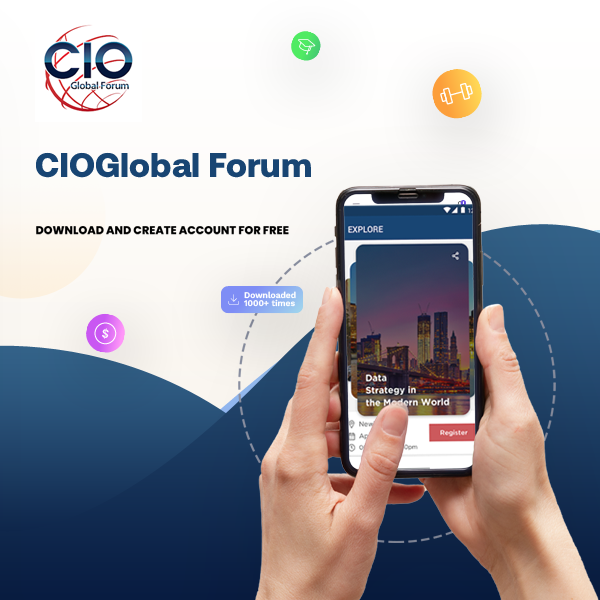 CIO
Global Forum
CIOGlobal Forum
DOWNLOAD AND CREATE ACCOUNT FOR FREE
EXPLORE
Downloaded
1000+ times
$
Data
Strategy in
the Modern World
Register